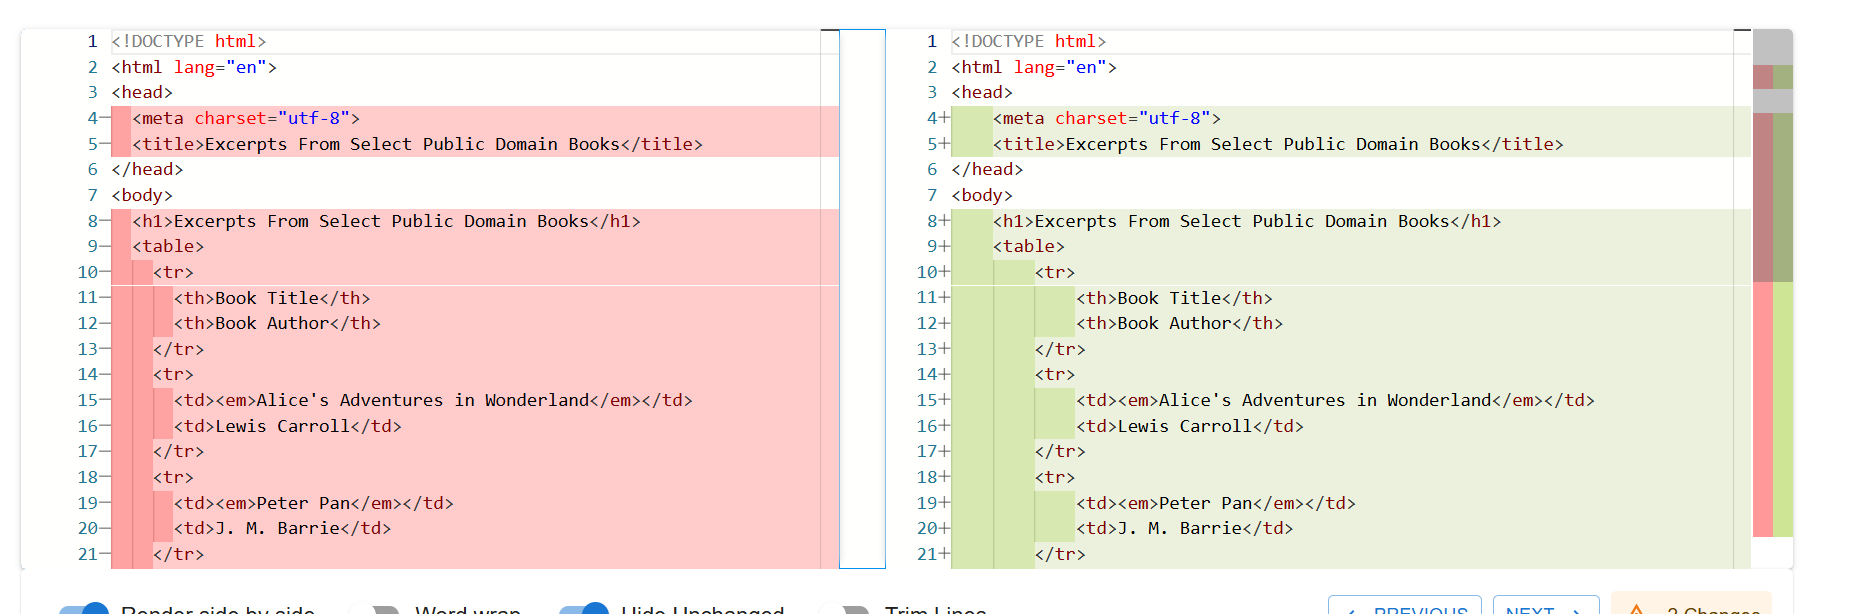 1 <!DOCTYPE html>
2 <html lang="en">
3 <head>
4- <meta charset="utf-8">
5- <title>Excerpts From Select Public Domain Books</title>
6 </head>
7 <body>
8- <h1>Excerpts From Select Public Domain Books</h1>
9- <table>
10- <tr>
11- <th>Book Title</th>
12- <th>Book Author</th>
13- </tr>
14- <tr>
15- <td><em>Alice's Adventures in Wonderland</em></td>
16- <td>Lewis Carroll</td>
17- </tr>
18- <tr>
19- <td><em>Peter Pan</em></td>
20- <td>J. M. Barrie</td>
21- </tr>
1 <!DOCTYPE html>
2 <html lang="en">
3 <head>
4+ <meta charset="utf-8">
5+ <title>Excerpts From Select Public Domain Books</title>
6 </head>
7 <body>
8+ <h1>Excerpts From Select Public Domain Books</h1>
9+ <table>
10+ <tr>
11+ <th>Book Title</th>
12+ <th>Book Author</th>
13+ </tr>
14+ <tr>
15+ <td><em>Alice's Adventures in Wonderland</em></td>
16+ <td>Lewis Carroll</td>
17+ </tr>
18+ <tr>
19+ <td><em>Peter Pan</em></td>
20+ <td>J. M. Barrie</td>
21+ </tr>
Render side by side Word wrap Hide Unchanged Trim Lines PREVIOUS NEXT 2 Changes